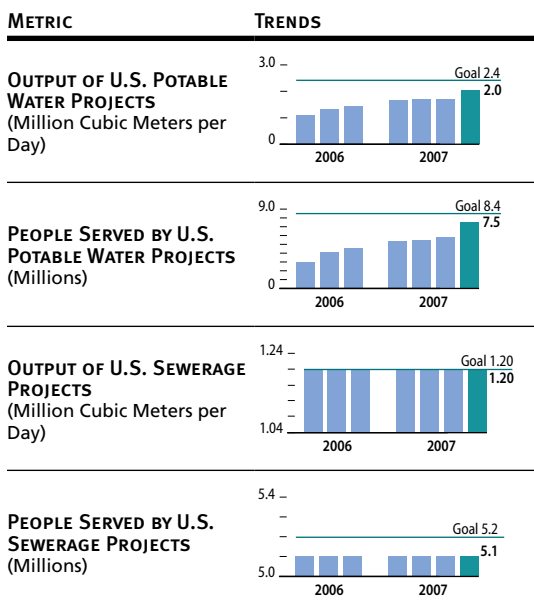 METRIC TRENDS
OUTPUT OF U.S. POTABLE
WATER PROJECTS
(Million Cubic Meters per
Day)
3.0
Goal 2.4
2.0
0
2006 2007
PEOPLE SERVED BY U.S.
POTABLE WATER PROJECTS
(Millions)
9.0
Goal 8.4
7.5
0
2006 2007
OUTPUT OF U.S. SEWERAGE
PROJECTS
(Million Cubic Meters per
Day)
1.24
Goal 1.20
1.20
1.04
2006 2007
PEOPLE SERVED BY U.S.
SEWERAGE PROJECTS
(Millions)
5.4
Goal 5.2
5.1
5.0
2006 2007